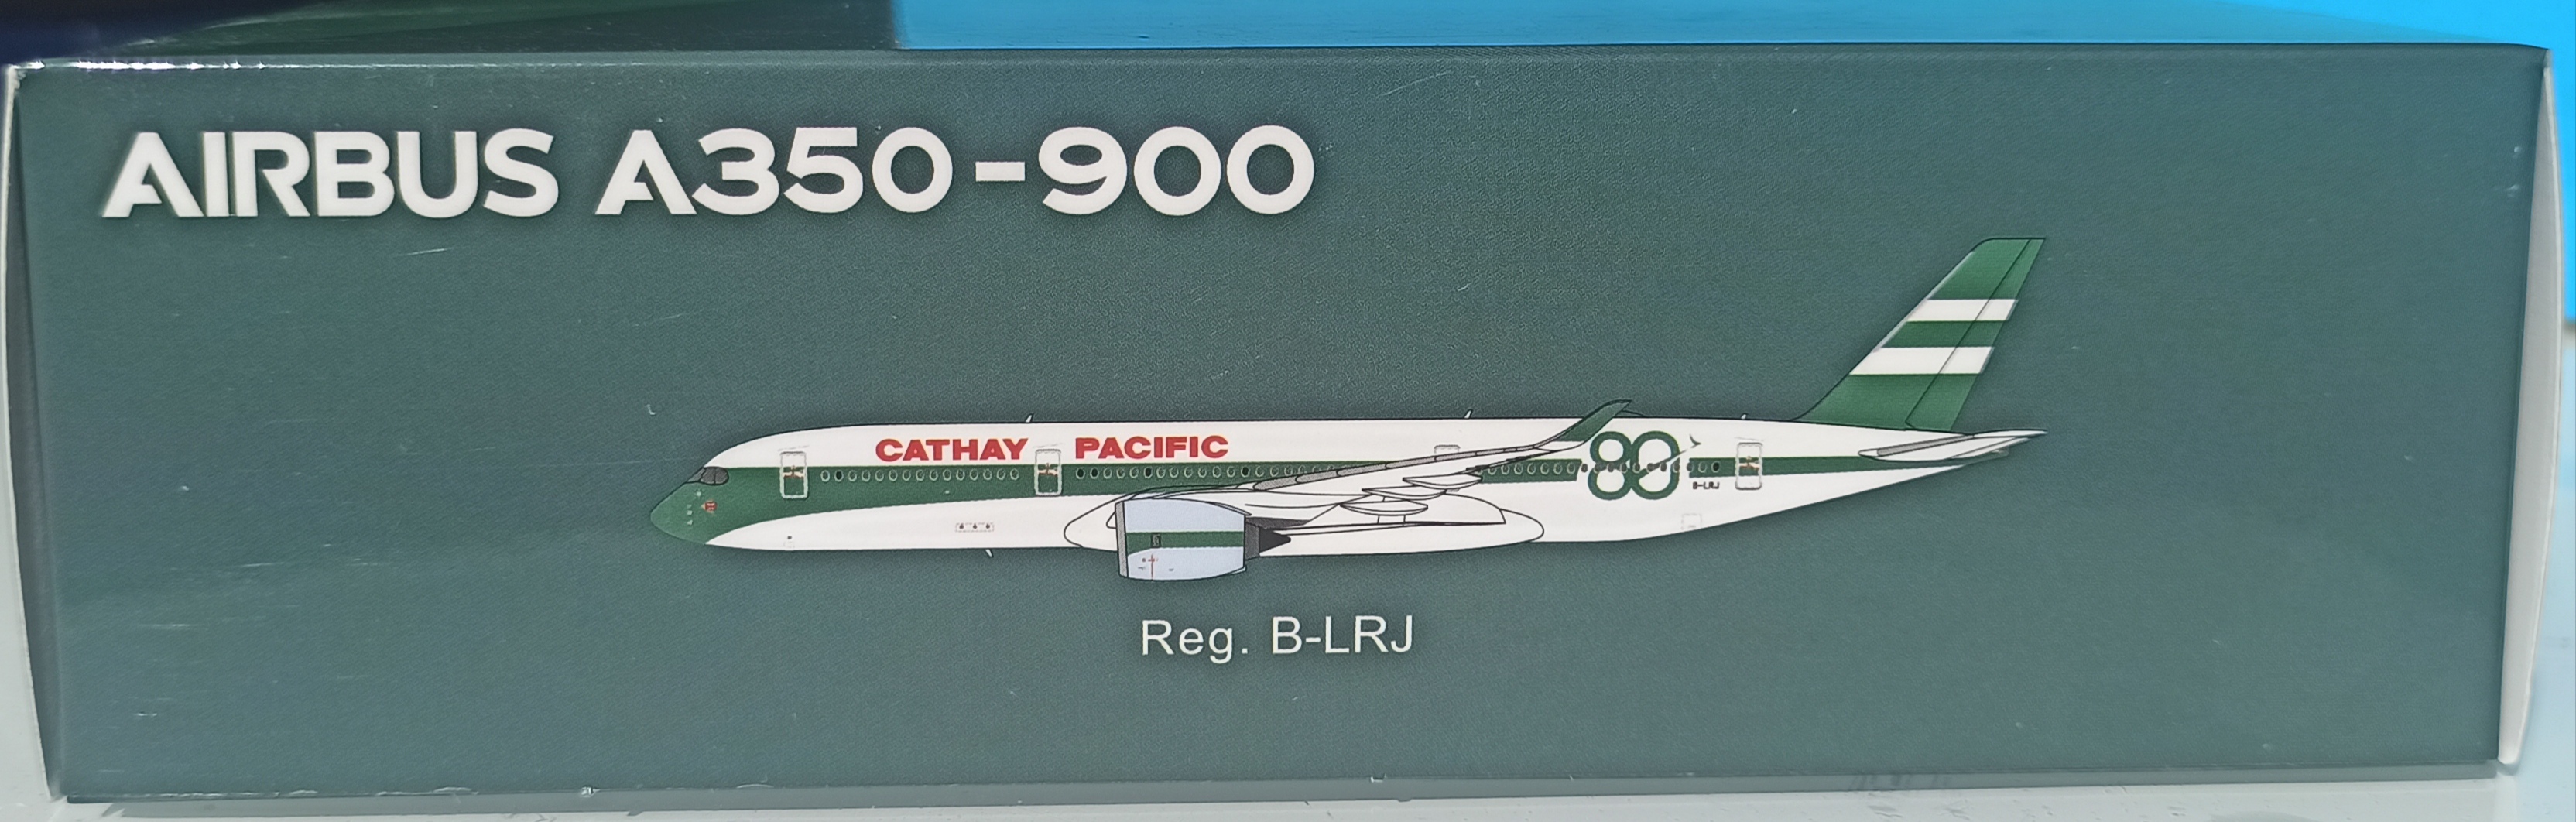 AIRBUS A350-900
CATHAY PACIFIC
80
B-LRJ
Reg. B-LRJ